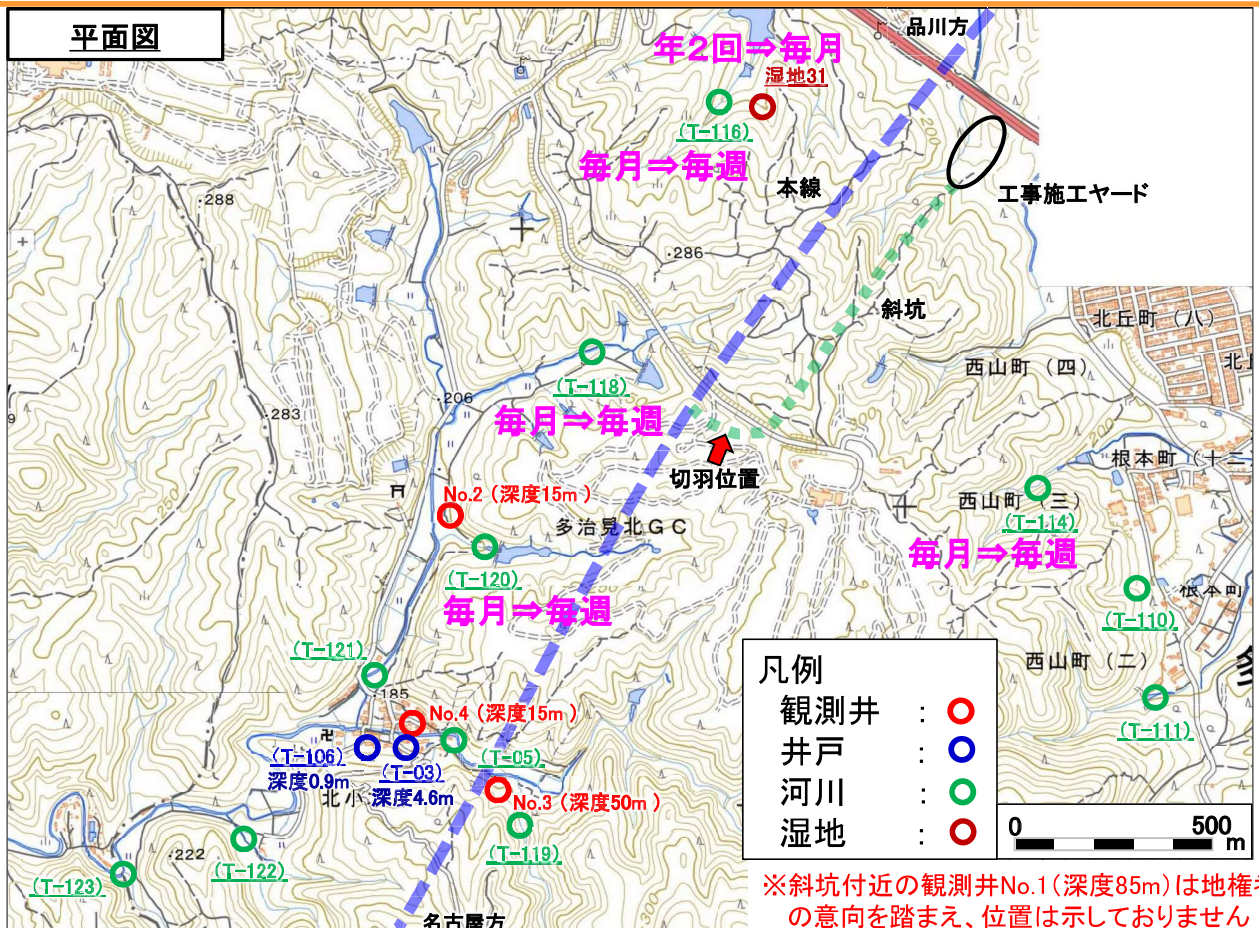 平面図
品川方
年2回⇒毎月
湿地31
(T-116)
毎月⇒毎週
本線
工事施工ヤード
200
288
286
斜坑
北丘町(八)
西山町(四)
(T-118)
206
283
毎月⇒毎週
切羽位置
根本町(十二
No.2(深度15m)
多治見北GC
西山町(三)
(T-114)
毎月⇒毎週
(T-120)
毎月⇒毎週
根本町
(T-110)
(T-121)
185
西山町(二)
No.4(深度15m)
(T-106)
深度0.9m
(T-03)
深度4.6m
(T-05)
(T-111)
北小
No.3(深度50m)
(T-119)
222
(T-122)
(T-123)
300
名古屋方
凡例
観測井 :
井戸 :
河川 :
湿地 :
0 500
m
※斜坑付近の観測井No.1(深度85m)は地権者
の意向を踏まえ、位置は示しておりません